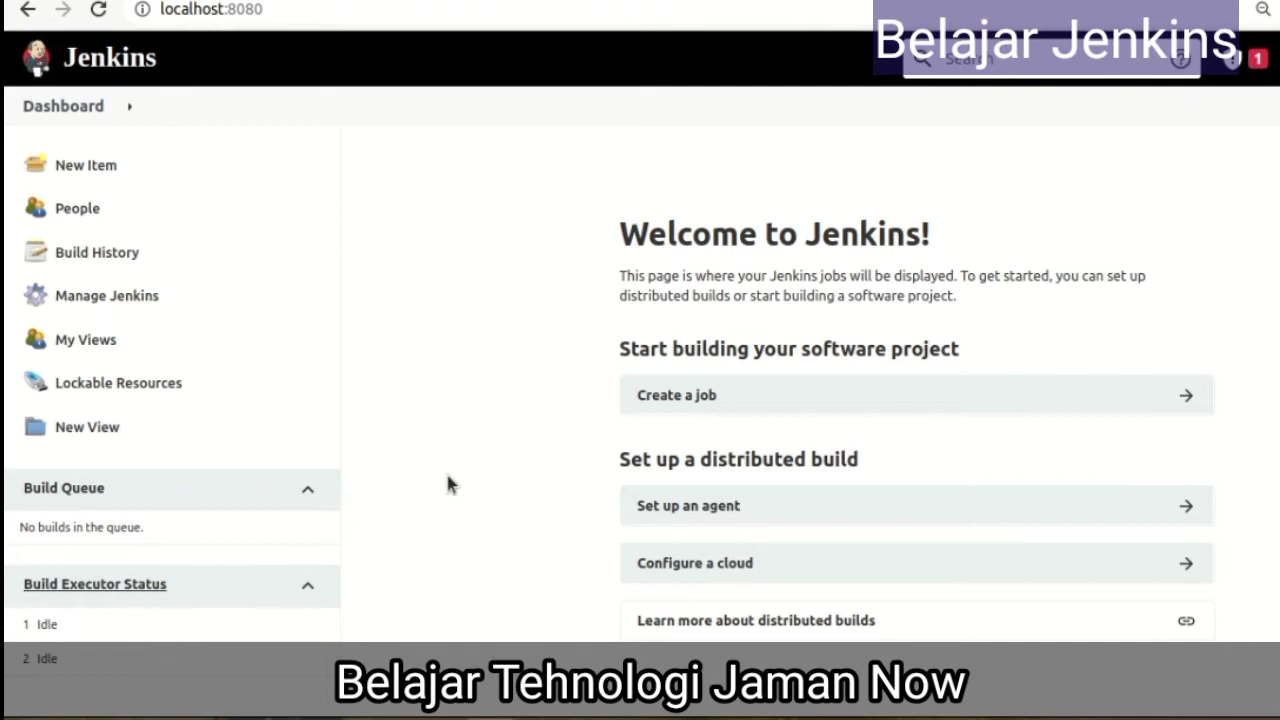 localhost:8080
Belajar Jenkins
Jenkins
Search
1
Dashboard
New Item
People
Build History
Manage Jenkins
My Views
Lockable Resources
New View
Build Queue
No builds in the queue.
Build Executor Status
1 Idle
2 Idle
Welcome to Jenkins!
This page is where your Jenkins jobs will be displayed. To get started, you can set up
distributed builds or start building a software project.
Start building your software project
Create a job
Set up a distributed build
Set up an agent
Configure a cloud
Learn more about distributed builds
Belajar Tehnologi Jaman Now